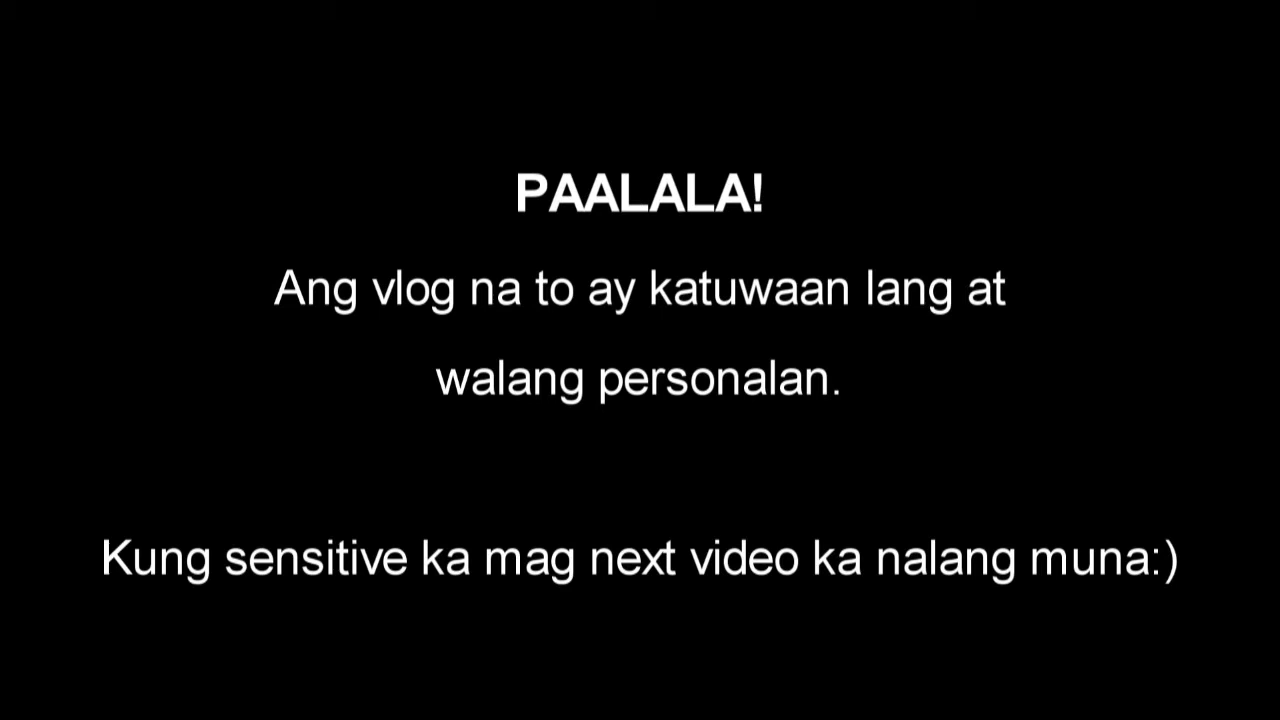 PAALALA!
Ang vlog na to ay katuwaan lang at
walang personalan.
Kung sensitive ka mag next video ka nalang muna:)